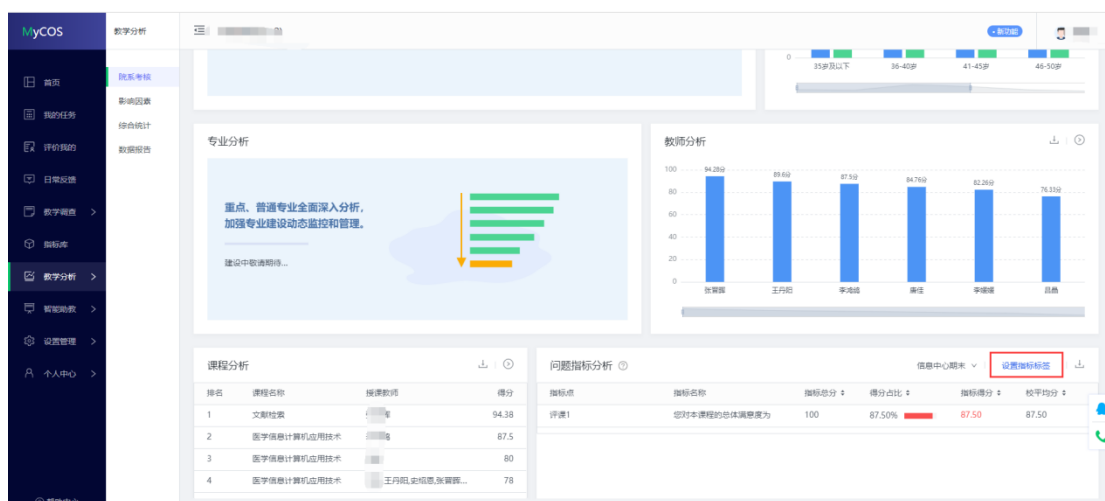 MyCOS
教学分析
+新功能
首页
我的任务
评价我的
日常反馈
教学调查
指标库
教学分析
智能助教
设置管理
个人中心
院系考核
影响因素
综合统计
数据报告
0
35岁及以下 36-40岁 41-45岁 46-50岁
专业分析
重点、普通专业全面深入分析，
加强专业建设动态监控和管理。
建设中敬请期待...
教师分析
100
80
60
40
20
0
94.28分 89.6分 87.5分 84.76分 82.26分 76.33分
王丹阳 李鸿皓 康佳 李媛媛 吕晶
课程分析
排名 课程名称 授课教师 得分
1 文献检索 94.38
2 医学信息计算机应用技术 87.5
3 医学信息计算机应用技术 80
4 医学信息计算机应用技术 王丹阳,史绍恩,张菅辉... 78
问题指标分析
信息中心期末 设置指标标签
指标点 指标名称 指标总分 得分占比 指标得分 校平均分
评课1 您对本课程的总体满意度为 100 87.50% 87.50 87.50